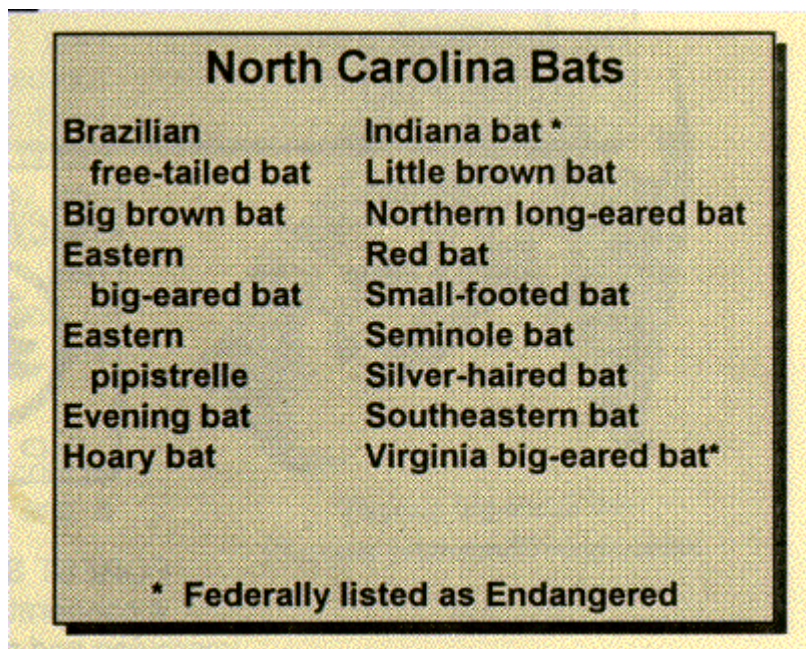 North Carolina Bats
Brazilian
free-tailed bat
Big brown bat
Eastern
big-eared bat
Eastern
pipistrelle
Evening bat
Hoary bat
Indiana bat *
Little brown bat
Northern long-eared bat
Red bat
Small-footed bat
Seminole bat
Silver-haired bat
Southeastern bat
Virginia big-eared bat*
* Federally listed as Endangered